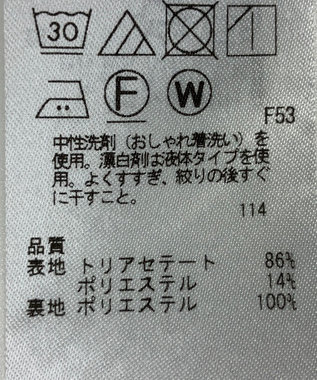 30
F W
F53
中性洗剤（おしゃれ着洗い）を
使用。漂白剤は液体タイプを使
用。よくすすぎ、絞りの後すぐ
に干すこと。
114
品質
表地 トリアセテート 86%
ポリエステル 14%
裏地 ポリエステル 100%